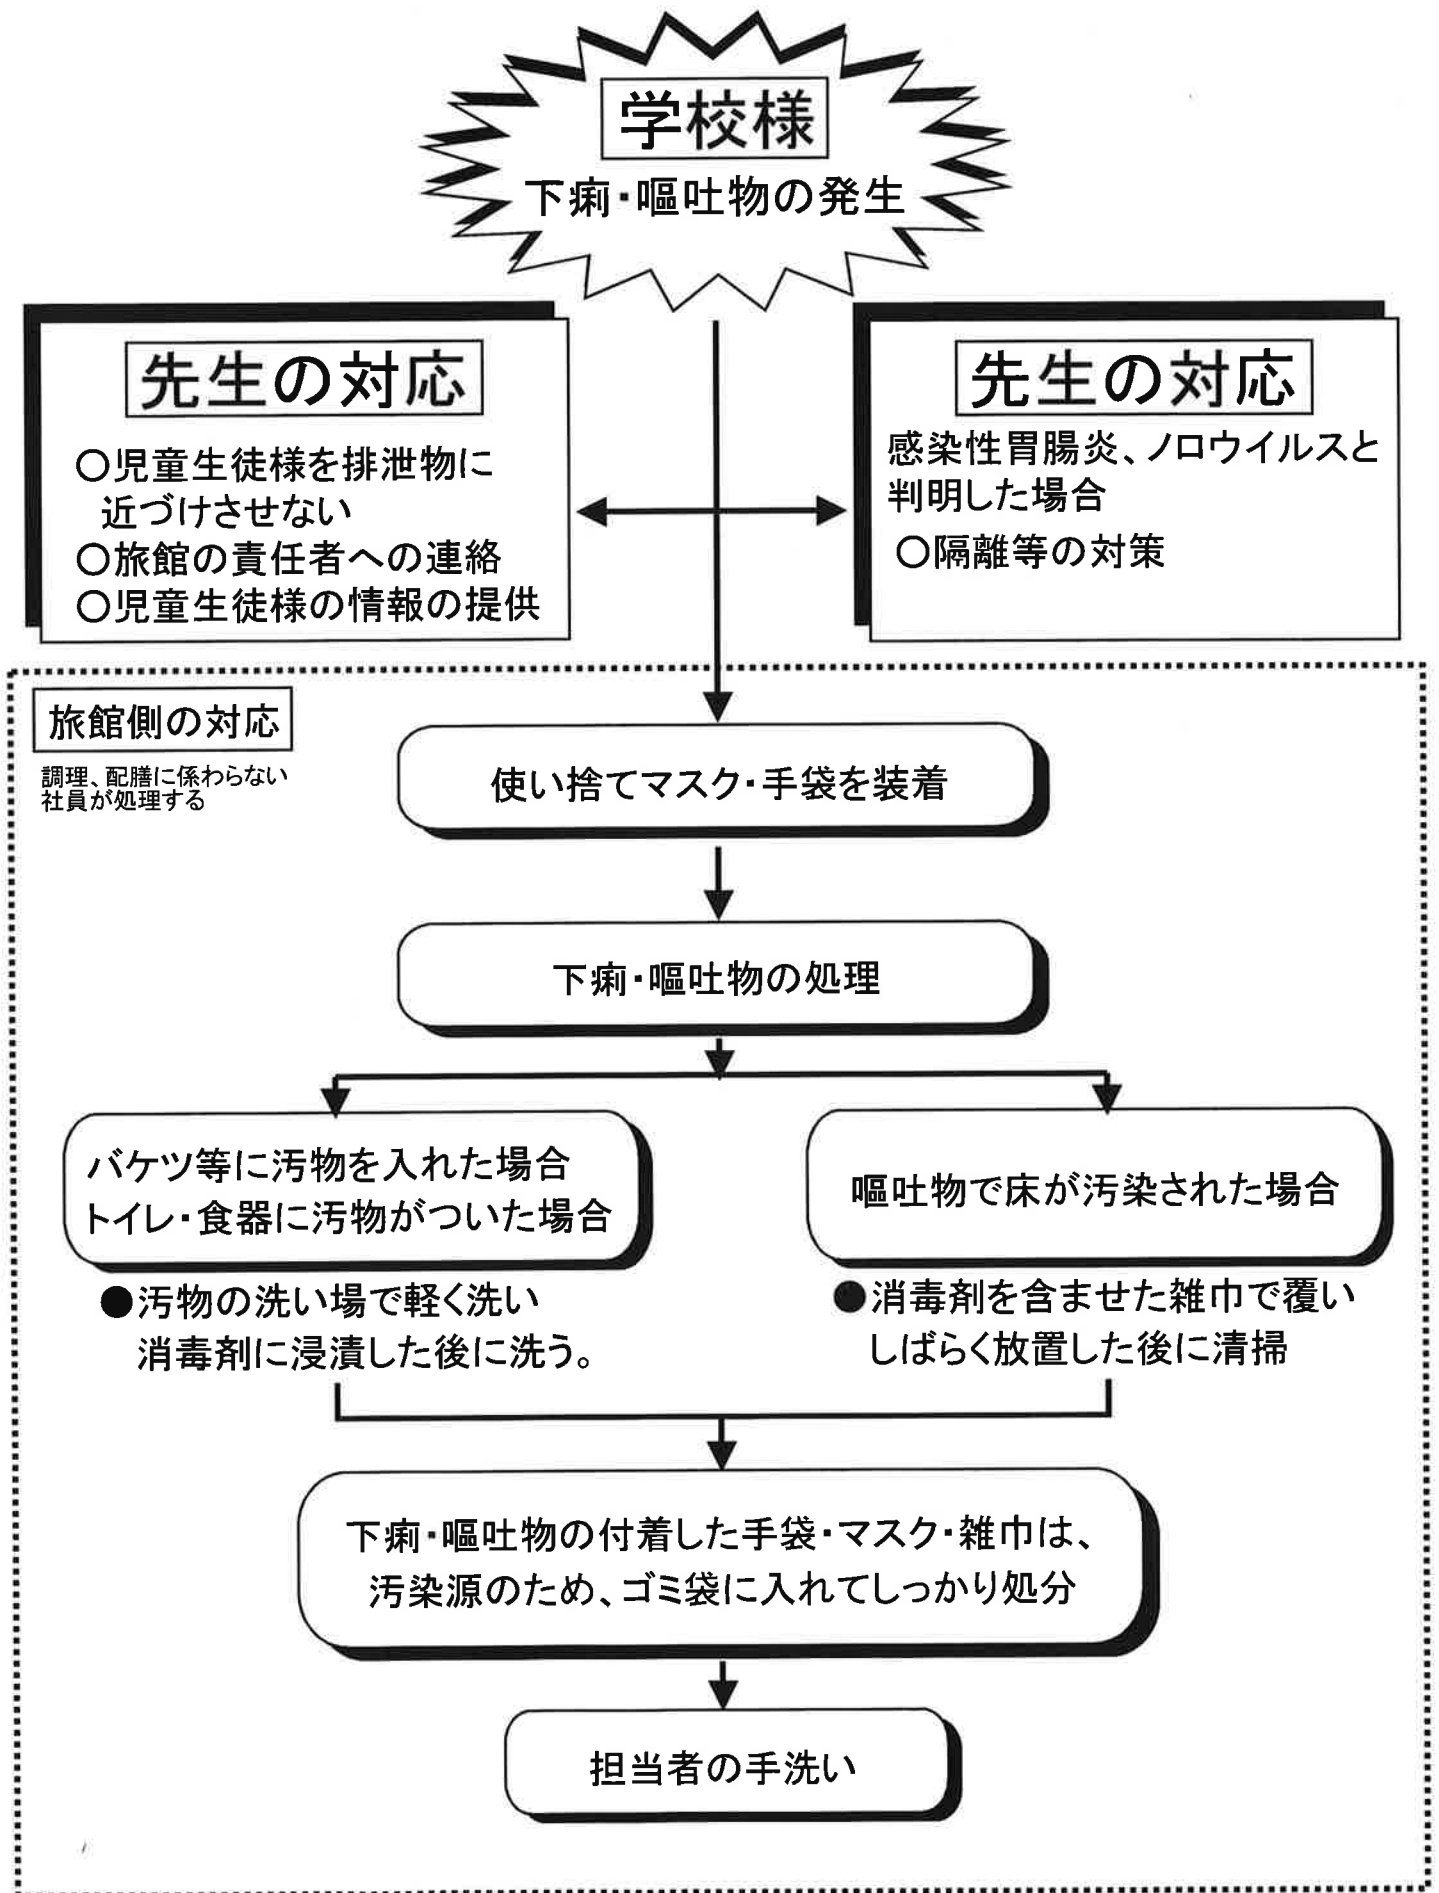 学校様
下痢・嘔吐物の発生
先生の対応
○児童生徒様を排泄物に
近づけさせない
○旅館の責任者への連絡
○児童生徒様の情報の提供
先生の対応
感染性胃腸炎、ノロウイルスと
判明した場合
○隔離等の対策
旅館側の対応
調理、配膳に係わらない
社員が処理する
使い捨てマスク・手袋を装着
下痢・嘔吐物の処理
バケツ等に汚物を入れた場合
トイレ・食器に汚物がついた場合
●汚物の洗い場で軽く洗い
消毒剤に浸漬した後に洗う。
嘔吐物で床が汚染された場合
●消毒剤を含ませた雑巾で覆い
しばらく放置した後に清掃
下痢・嘔吐物の付着した手袋・マスク・雑巾は、
汚染源のため、ゴミ袋に入れてしっかり処分
担当者の手洗い